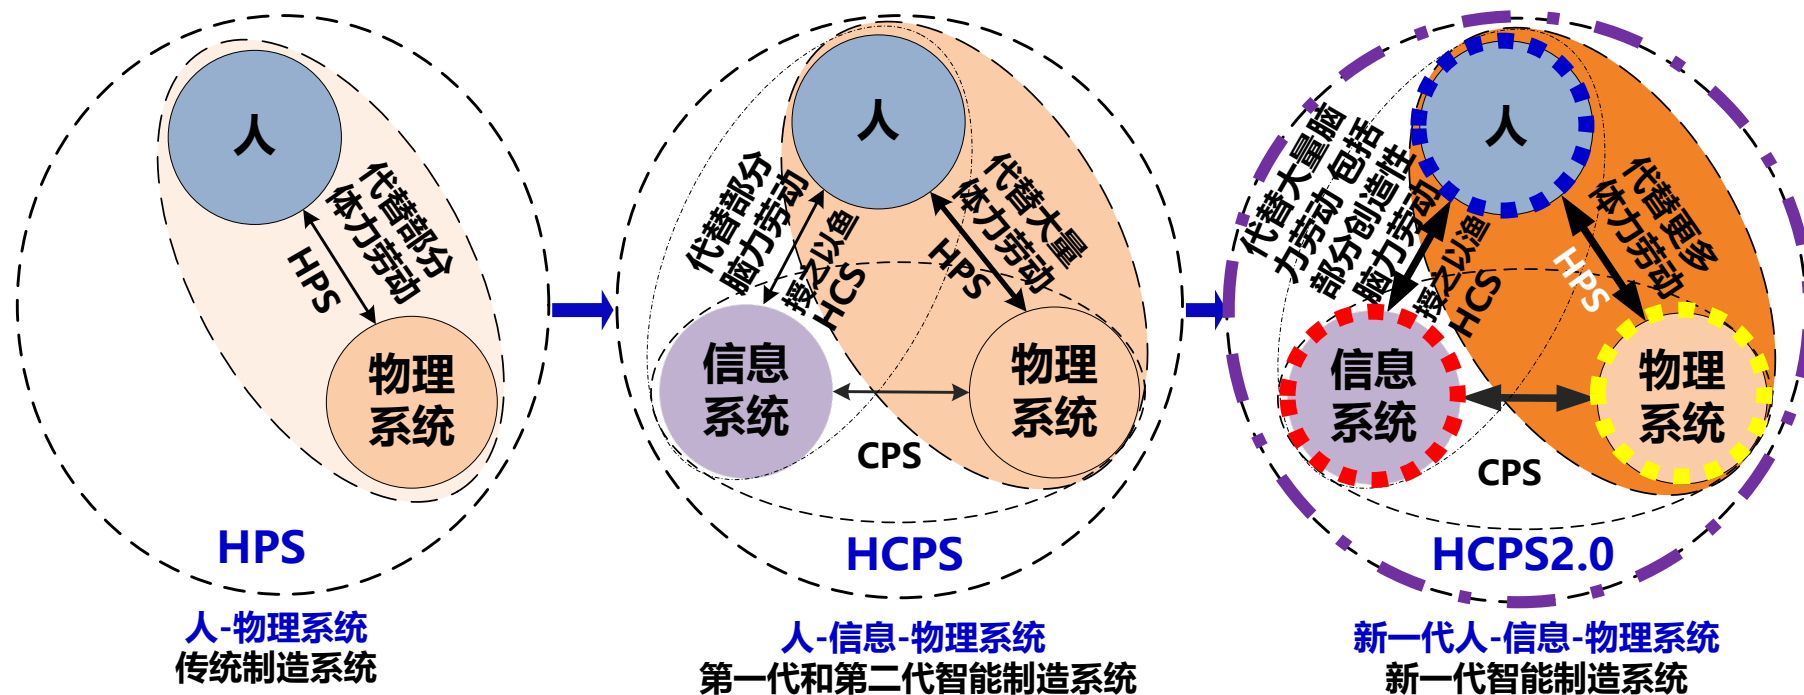 人
代替部分
体力劳动
HPS
物理
系统
HPS
人-物理系统
传统制造系统
人
代替部分
脑力劳动
授之以鱼
HCS
代替大量
体力劳动
HPS
信息
系统
物理
系统
CPS
HCPS
人-信息-物理系统
第一代和第二代智能制造系统
人
代替大量脑
力劳动 包括
部分创造性
脑力劳动
授之以渔
HCS
代替更多
体力劳动
HPS
信息
系统
物理
系统
CPS
HCPS2.0
新一代人-信息-物理系统
新一代智能制造系统